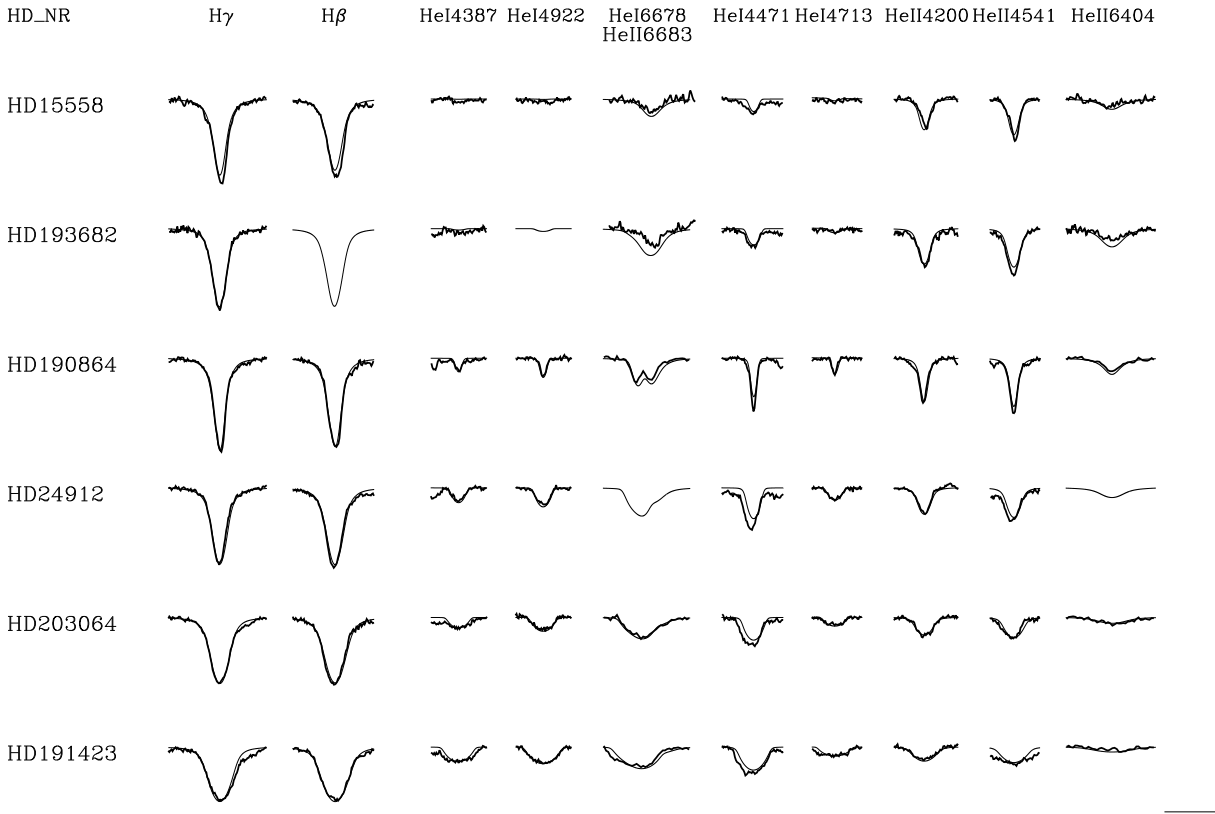 HD_NR Hγ Hβ HeI4387 HeI4922 HeI6678 HeI4471 HeI4713 HeII4200 HeII4541 HeII6404
HeII6683
HD15558
HD193682
HD190864
HD24912
HD203064
HD191423